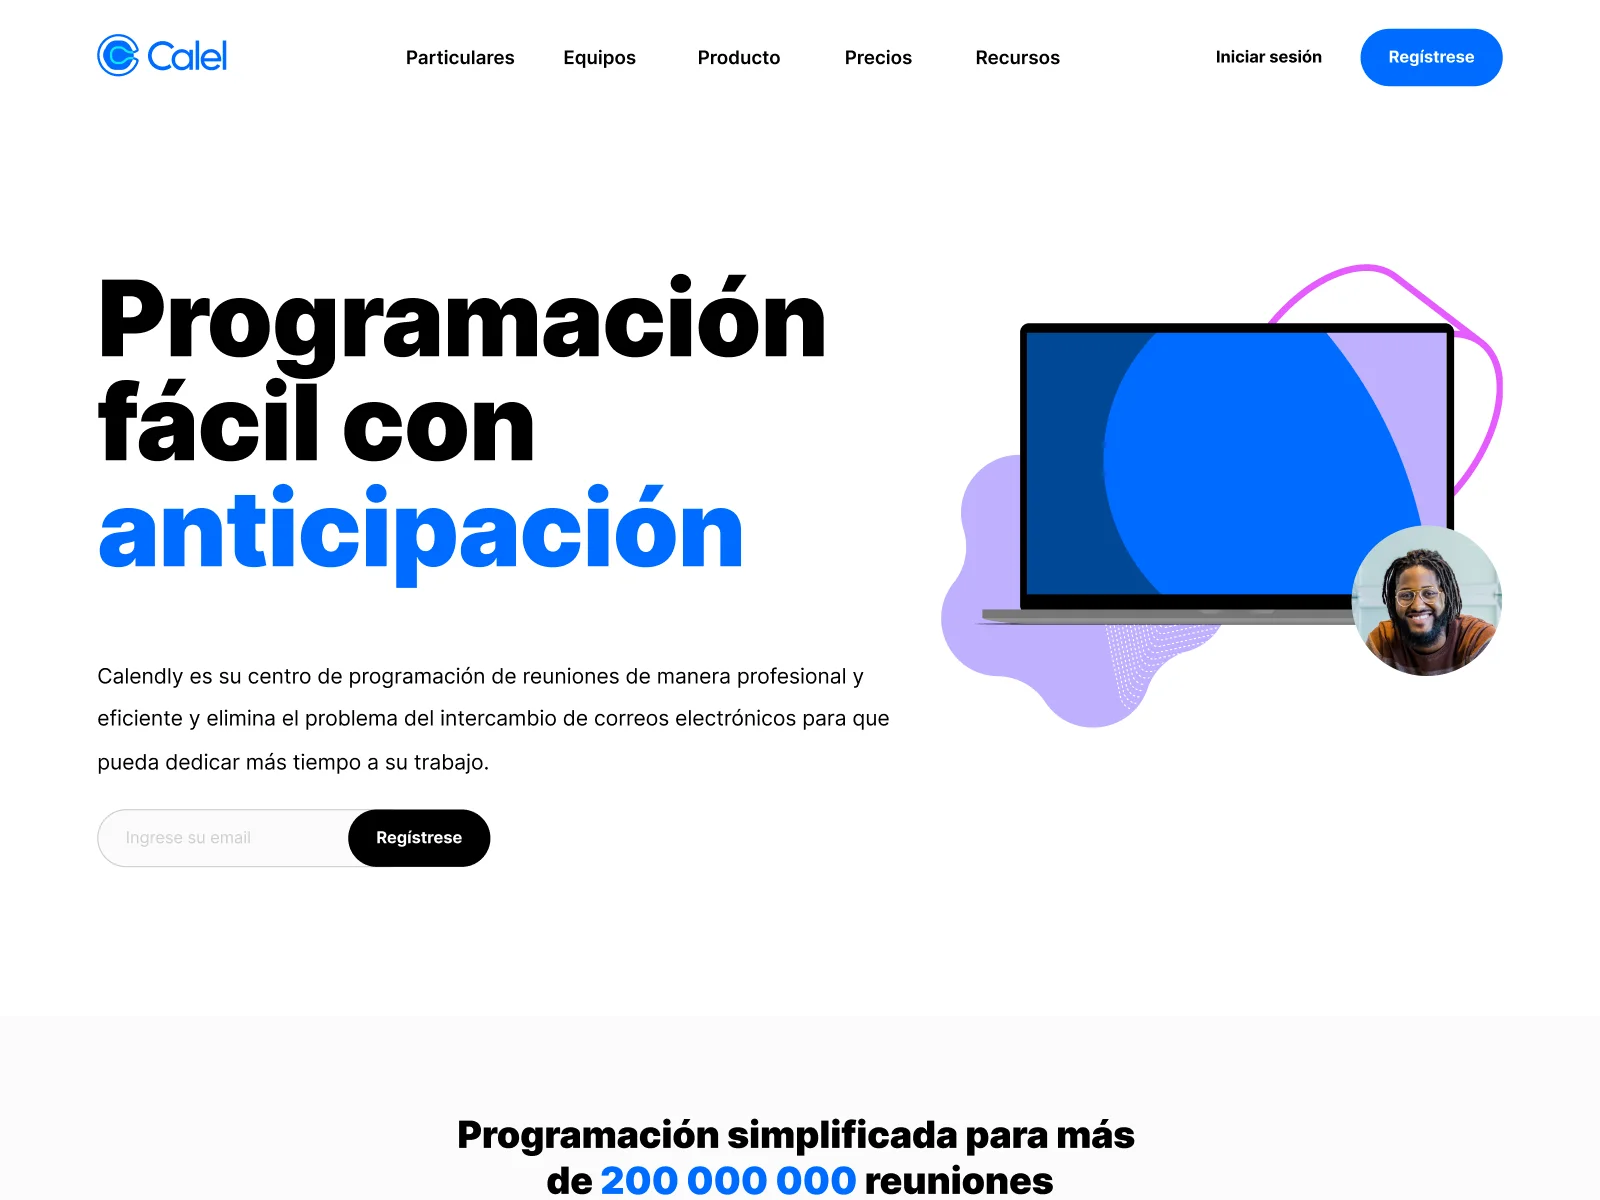 Calel
Particulares
Equipos
Producto
Precios
Recursos
Iniciar sesión
Regístrese
Programación
fácil con
anticipación
Calendly es su centro de programación de reuniones de manera profesional y
eficiente y elimina el problema del intercambio de correos electrónicos para que
pueda dedicar más tiempo a su trabajo.
Ingrese su email
Regístrese
Programación simplificada para más
de 200 000 000 reuniones